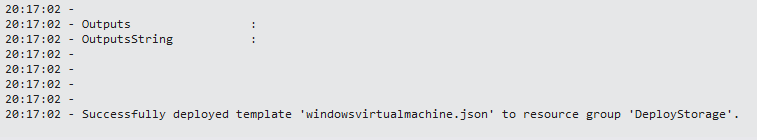 20:17:02 -
20:17:02 - Outputs                 :
20:17:02 - OutputsString           :
20:17:02 -
20:17:02 -
20:17:02 -
20:17:02 -
20:17:02 - Successfully deployed template 'windowsvirtualmachine.json' to resource group 'DeployStorage'.